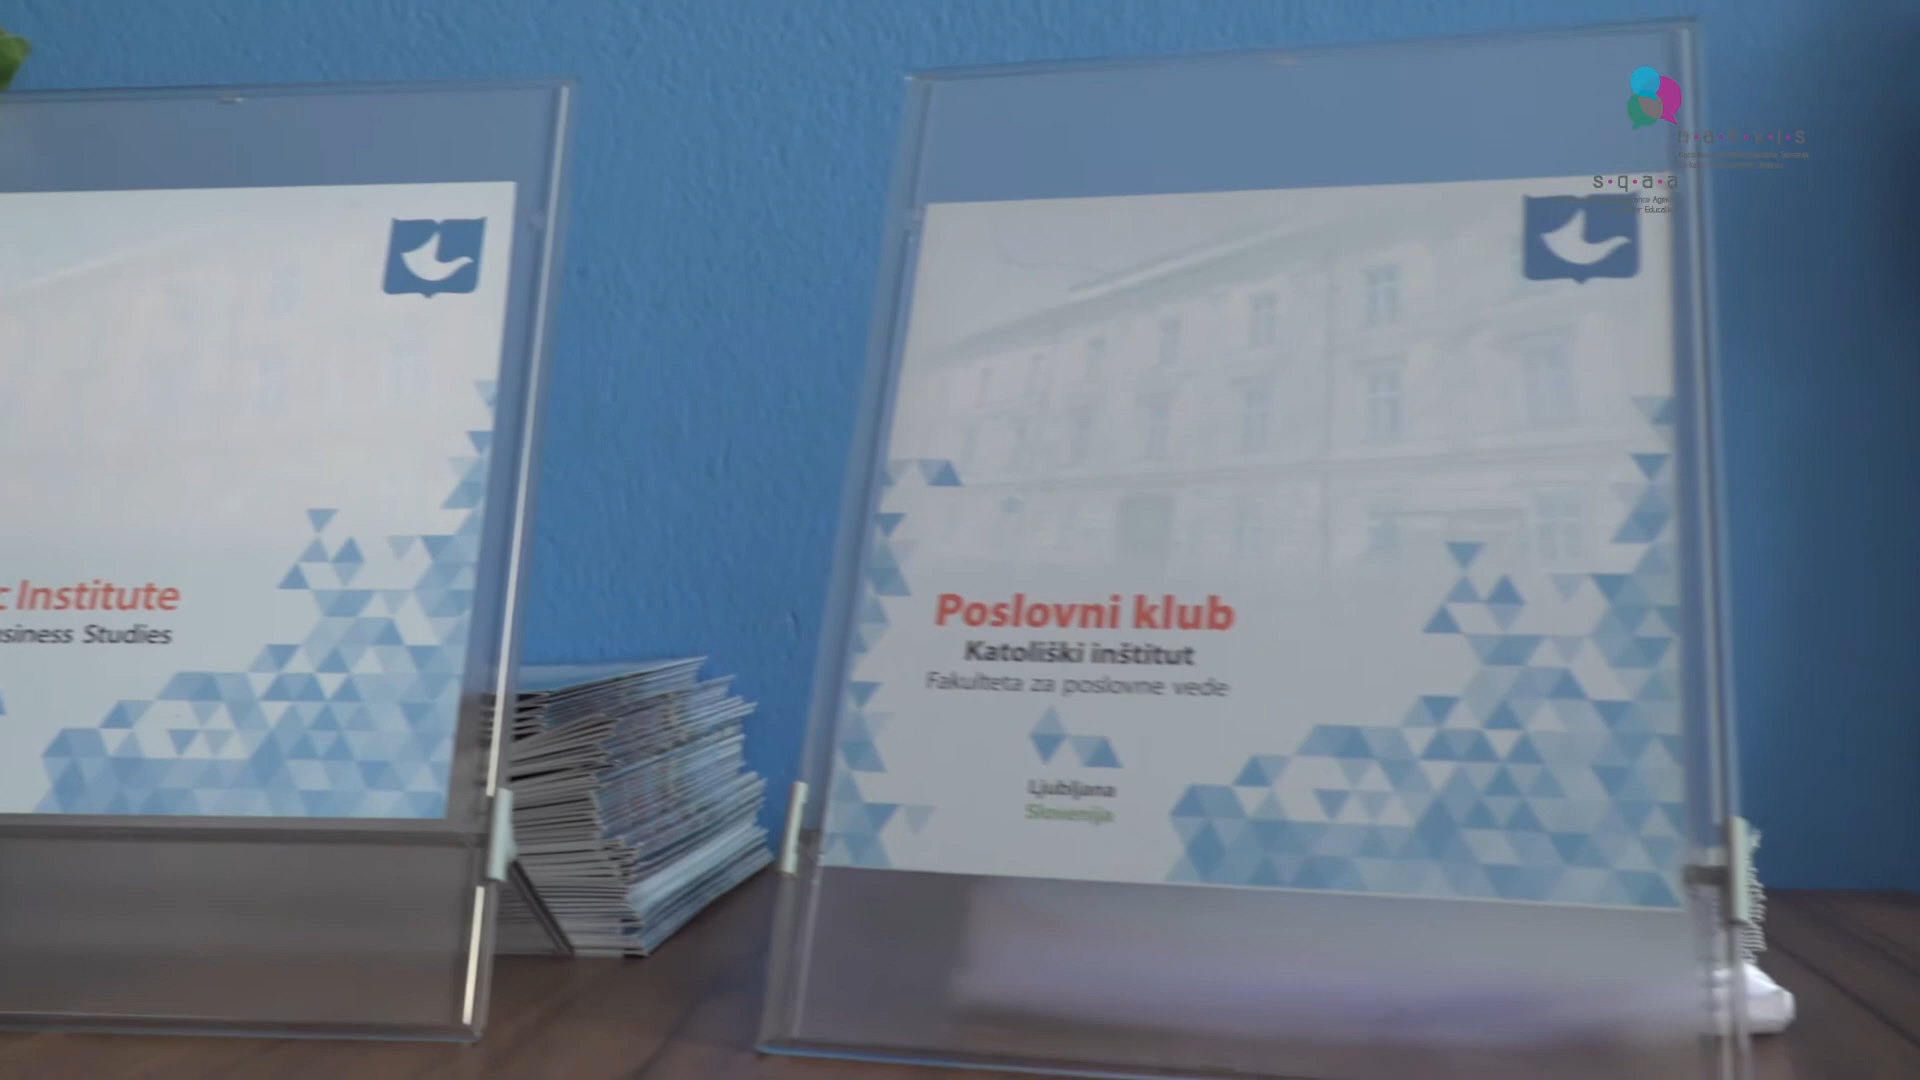 c Institute
siness Studies
Poslovni klub
Katoliški inštitut
Fakulteta za poslovne vede
Ljubljana
Slovenija
n·a·k·v·i·s
s·q·a·a